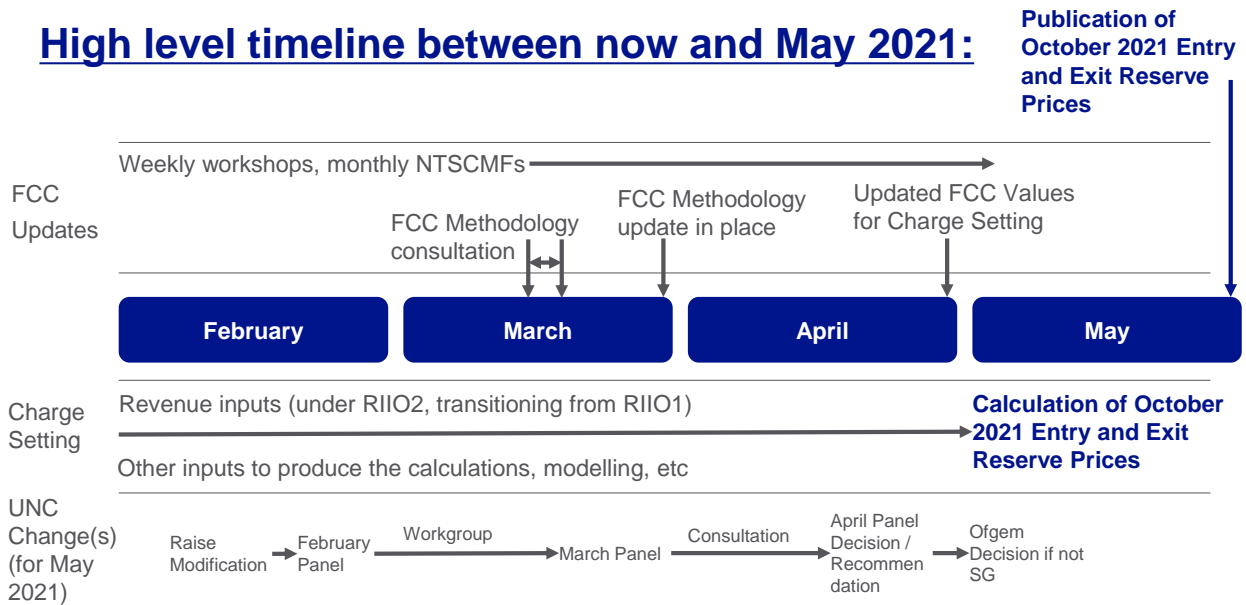 High level timeline between now and May 2021:
Publication of
October 2021 Entry
and Exit Reserve
Prices
FCC
Updates
Weekly workshops, monthly NTSCMFs
FCC Methodology
consultation
FCC Methodology
update in place
Updated FCC Values
for Charge Setting
February
March
April
May
Charge
Setting
Revenue inputs (under RIIO2, transitioning from RIIO1)
Other inputs to produce the calculations, modelling, etc
Calculation of October
2021 Entry and Exit
Reserve Prices
UNC
Change(s)
(for May
2021)
Raise
Modification
February
Panel
Workgroup
March Panel
Consultation
April Panel
Decision /
Recommen
dation
Ofgem
Decision if not
SG